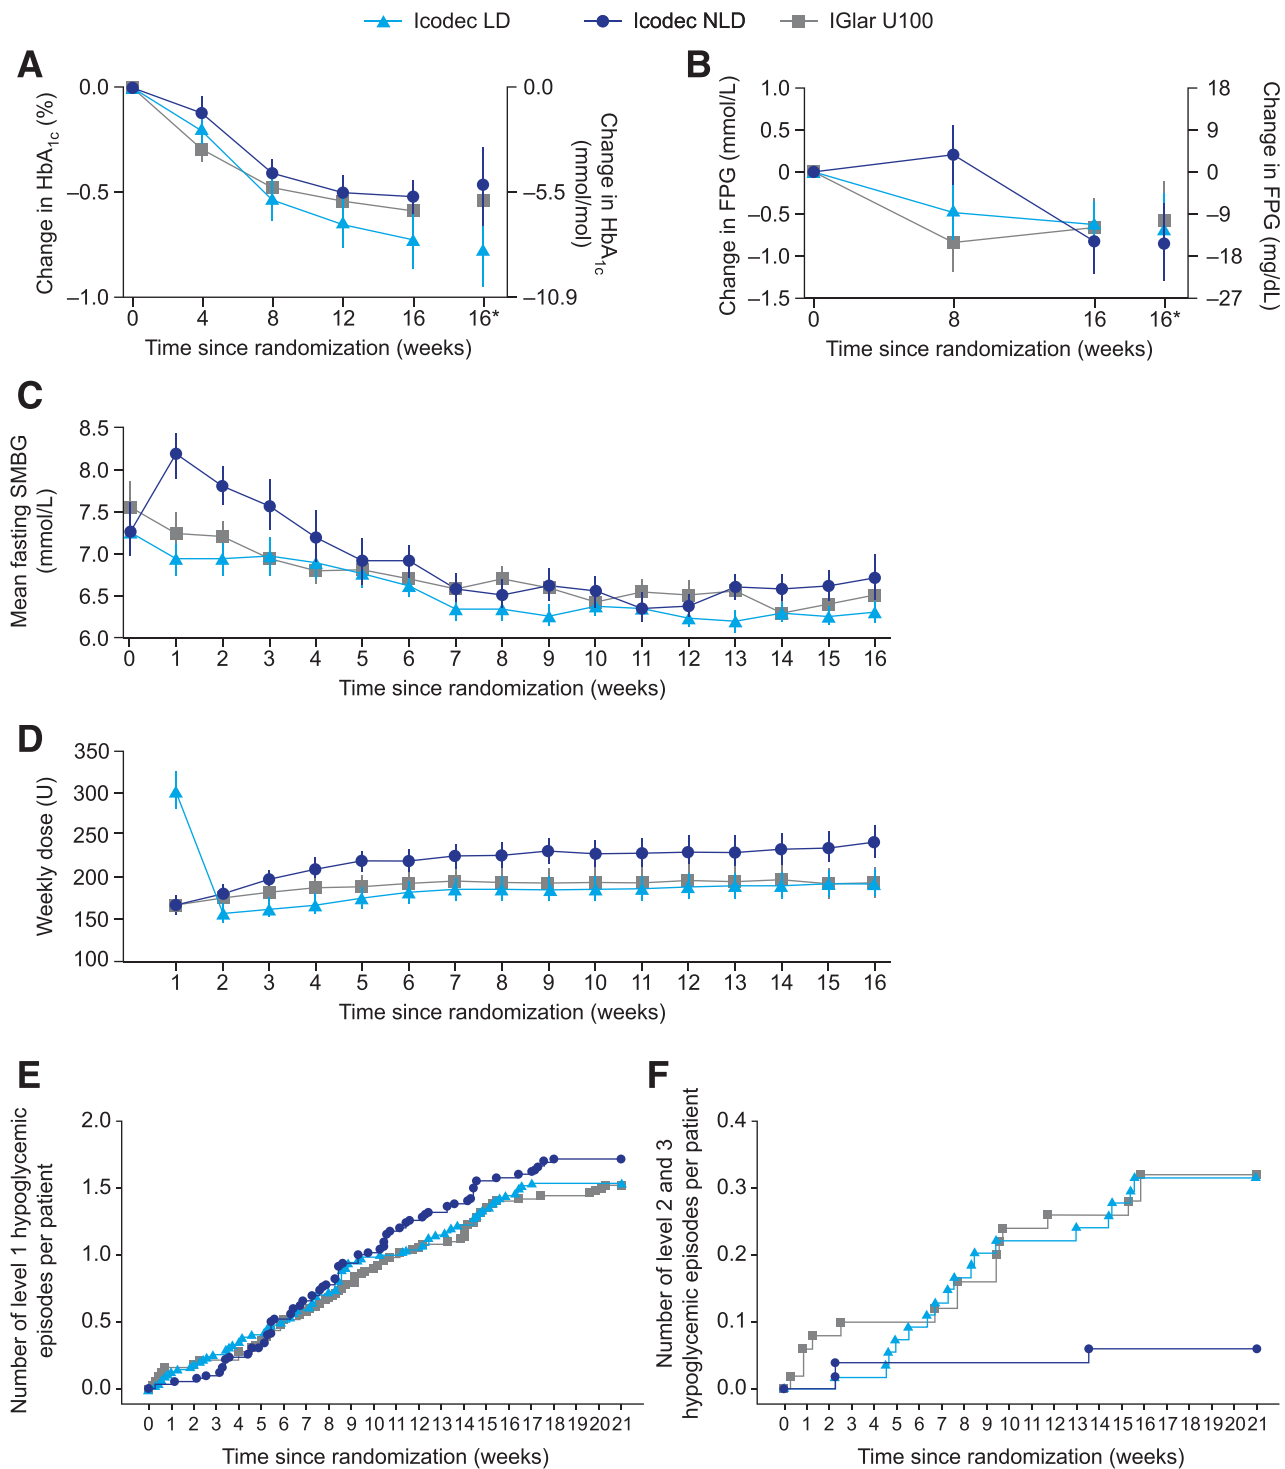 Icodec LD Icodec NLD IGlar U100
A
Change in HbA1c (%)
0.0
–0.5
–1.0
0.0
–5.5
–10.9
Change in HbA1c
(mmol/mol)
0 4 8 12 16 16*
Time since randomization (weeks)
B
Change in FPG (mmol/L)
1.0
0.5
0
–0.5
–1.0
–1.5
18
9
0
–9
–18
–27
Change in FPG (mg/dL)
0 8 16 16*
Time since randomization (weeks)
C
Mean fasting SMBG
(mmol/L)
8.5
8.0
7.5
7.0
6.5
6.0
0 1 2 3 4 5 6 7 8 9 10 11 12 13 14 15 16
Time since randomization (weeks)
D
Weekly dose (U)
350
300
250
200
150
100
1 2 3 4 5 6 7 8 9 10 11 12 13 14 15 16
Time since randomization (weeks)
E
Number of level 1 hypoglycemic
episodes per patient
2.0
1.5
1.0
0.5
0.0
0 1 2 3 4 5 6 7 8 9 10 11 12 13 14 15 16 17 18 19 20 21
Time since randomization (weeks)
F
Number of level 2 and 3
hypoglycemic episodes per patient
0.4
0.3
0.2
0.1
0.0
0 1 2 3 4 5 6 7 8 9 10 11 12 13 14 15 16 17 18 19 20 21
Time since randomization (weeks)